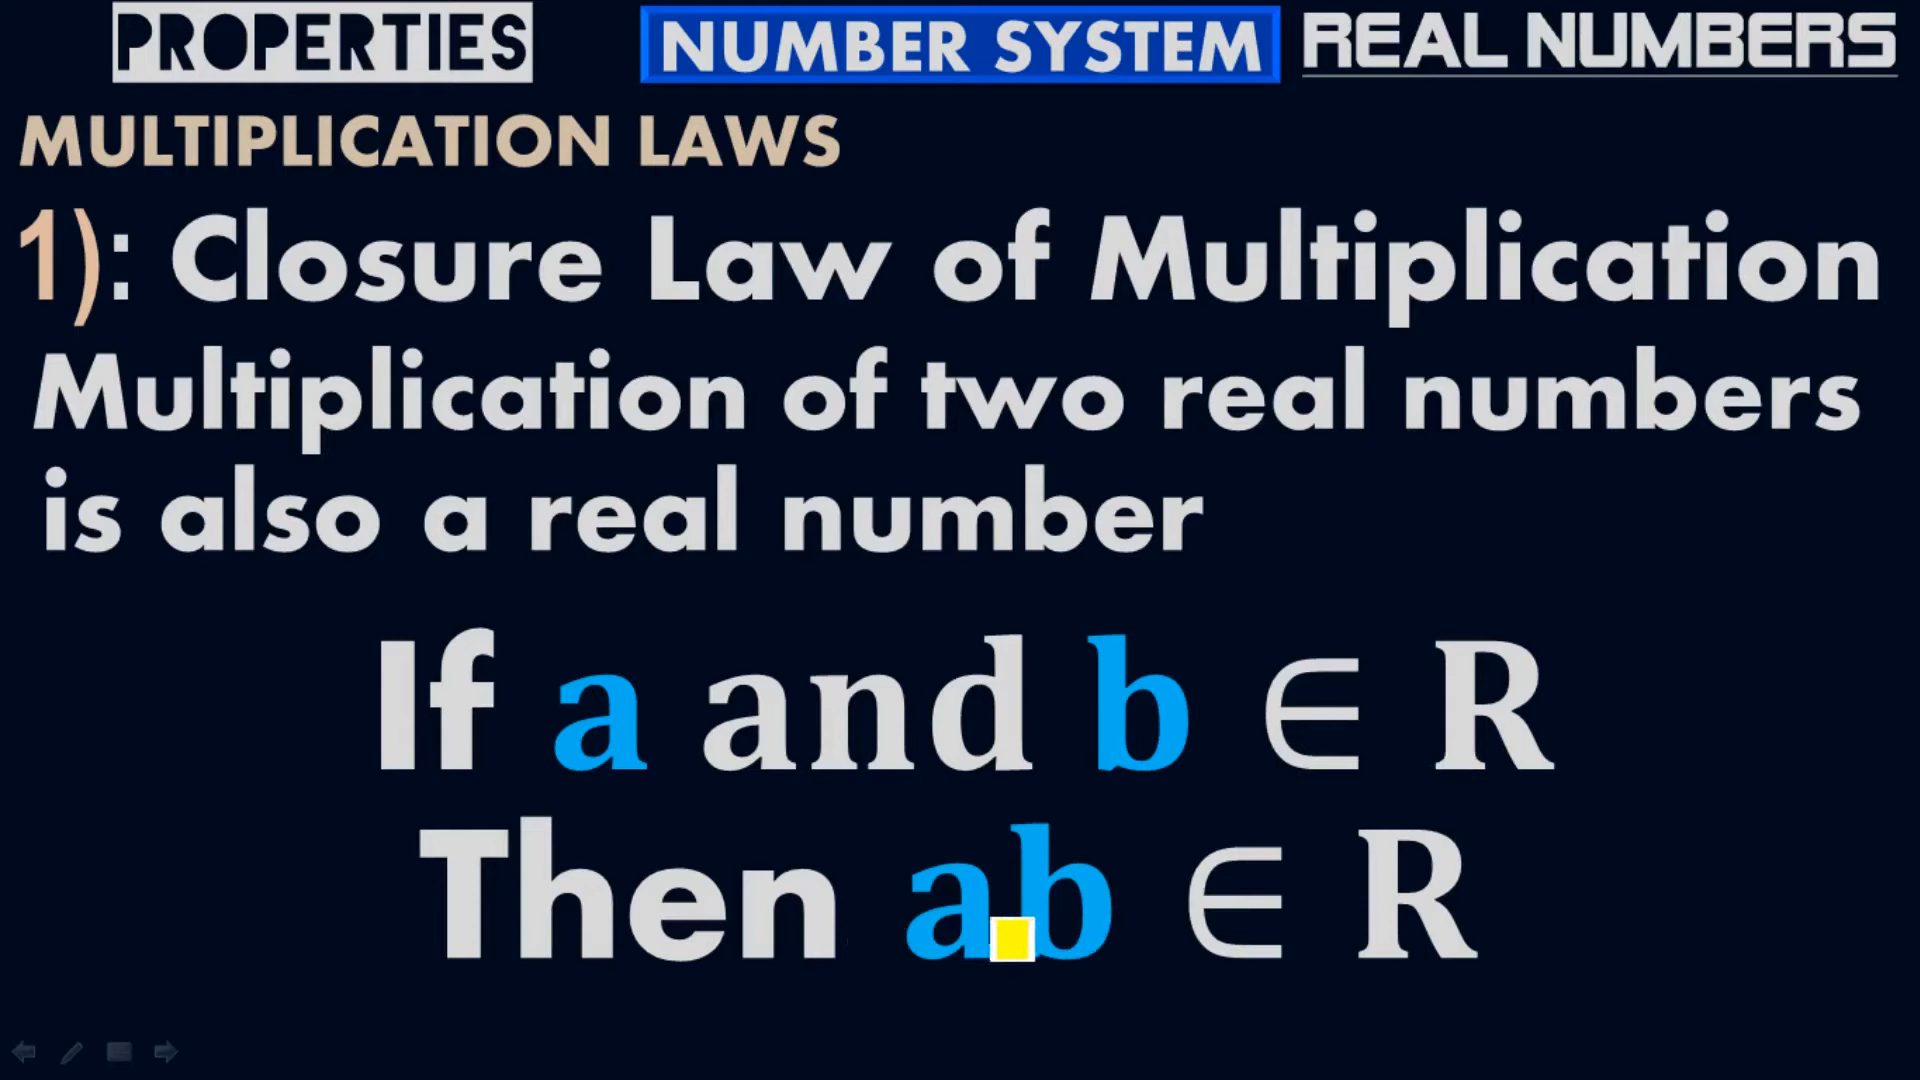 PROPERTIES NUMBER SYSTEM REAL NUMBERS
MULTIPLICATION LAWS
1): Closure Law of Multiplication
Multiplication of two real numbers
is also a real number
If a and b ∈ R
Then ab ∈ R